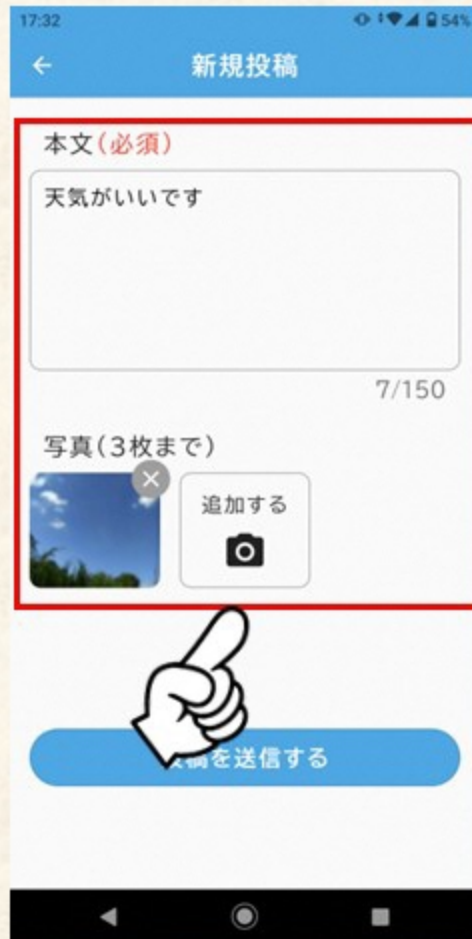 17:32
54%
新規投稿
本文(必須)
天気がいいです
7/150
写真(3枚まで)
追加する
稿を送信する